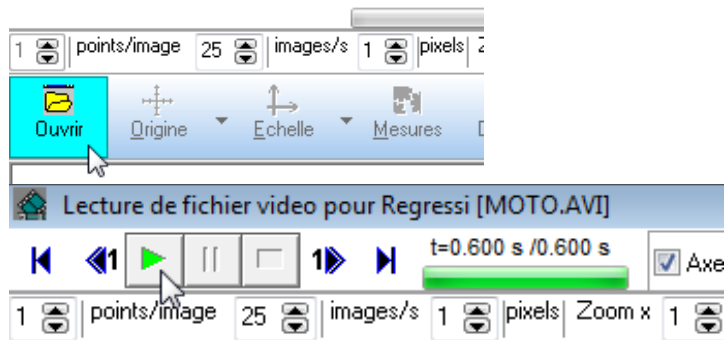 1 points/image 25 images/s 1 pixels
Ouvrir Origine Echelle Mesures
Lecture de fichier video pour Regressi [MOTO.AVI]
1 1 t=0.600 s /0.600 s Axe
1 points/image 25 images/s 1 pixels Zoom x 1